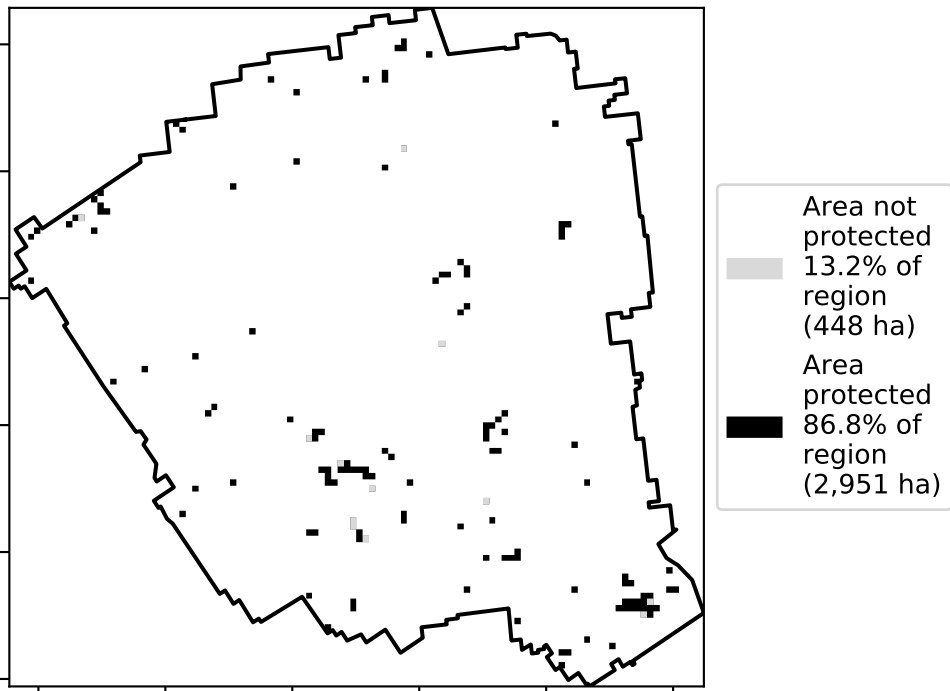 Area not
protected
13.2% of
region
(448 ha)
Area
protected
86.8% of
region
(2,951 ha)